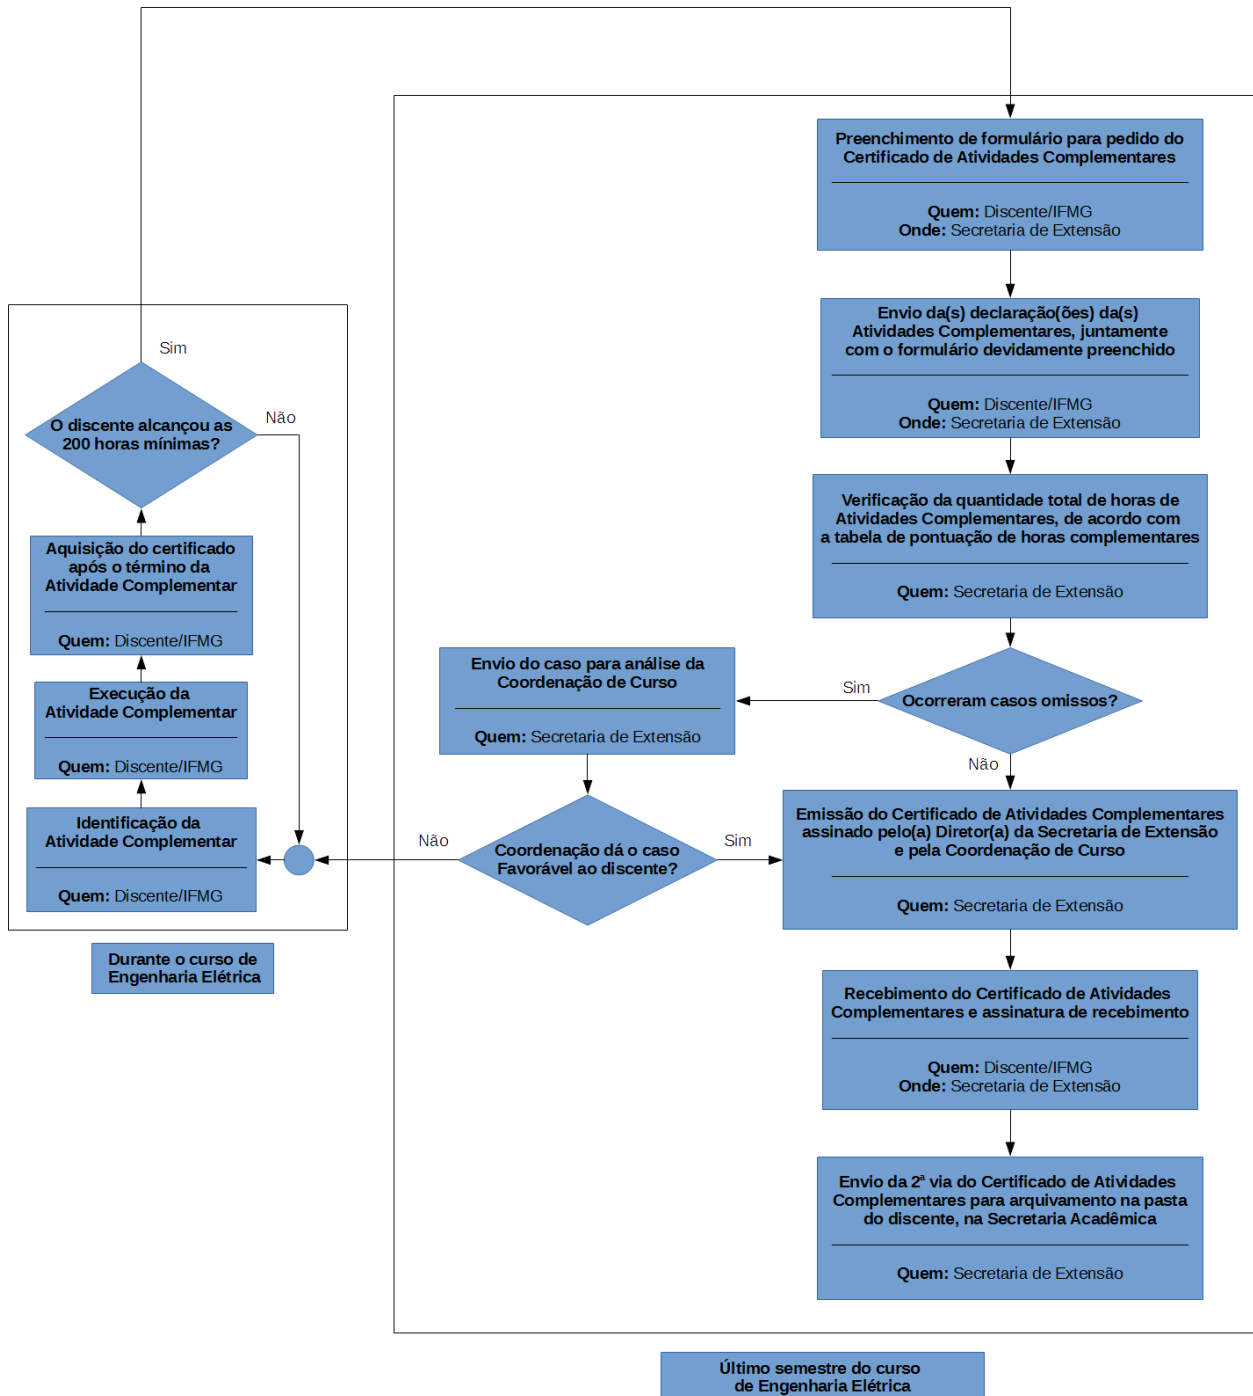 Preenchimento de formulário para pedido do
Certificado de Atividades Complementares
Quem: Discente/IFMG
Onde: Secretaria de Extensão
Envio da(s) declaração(ões) da(s)
Atividades Complementares, juntamente
com o formulário devidamente preenchido
Quem: Discente/IFMG
Onde: Secretaria de Extensão
Verificação da quantidade total de horas de
Atividades Complementares, de acordo com
a tabela de pontuação de horas complementares
Quem: Secretaria de Extensão
Ocorreram casos omissos?
Sim
Não
Envio do caso para análise da
Coordenação de Curso
Quem: Secretaria de Extensão
Coordenação dá o caso
Favorável ao discente?
Não
Sim
Emissão do Certificado de Atividades Complementares
assinado pelo(a) Diretor(a) da Secretaria de Extensão
e pela Coordenação de Curso
Quem: Secretaria de Extensão
Recebimento do Certificado de Atividades
Complementares e assinatura de recebimento
Quem: Discente/IFMG
Onde: Secretaria de Extensão
Envio da 2ª via do Certificado de Atividades
Complementares para arquivamento na pasta
do discente, na Secretaria Acadêmica
Quem: Secretaria de Extensão
Último semestre do curso
de Engenharia Elétrica
Sim
O discente alcançou as
200 horas mínimas?
Não
Aquisição do certificado
após o término da
Atividade Complementar
Quem: Discente/IFMG
Execução da
Atividade Complementar
Quem: Discente/IFMG
Identificação da
Atividade Complementar
Quem: Discente/IFMG
Durante o curso de
Engenharia Elétrica